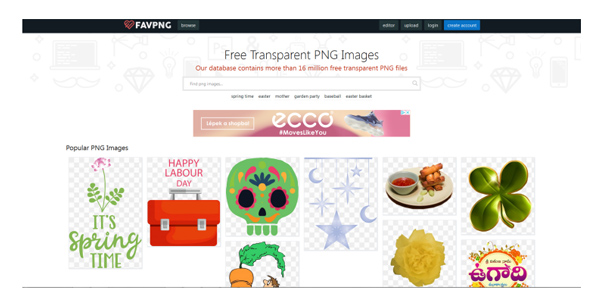 FAVPNG
browse
editor
upload
login
create account
Free Transparent PNG Images
Our database contains more than 16 million free transparent PNG files
Find png images...
spring time easter mother garden party baseball easter basket
ecco
#MovesLikeYou
Popular PNG Images
IT'S
Spring
TIME
HAPPY
LABOUR
DAY
ఉగాది